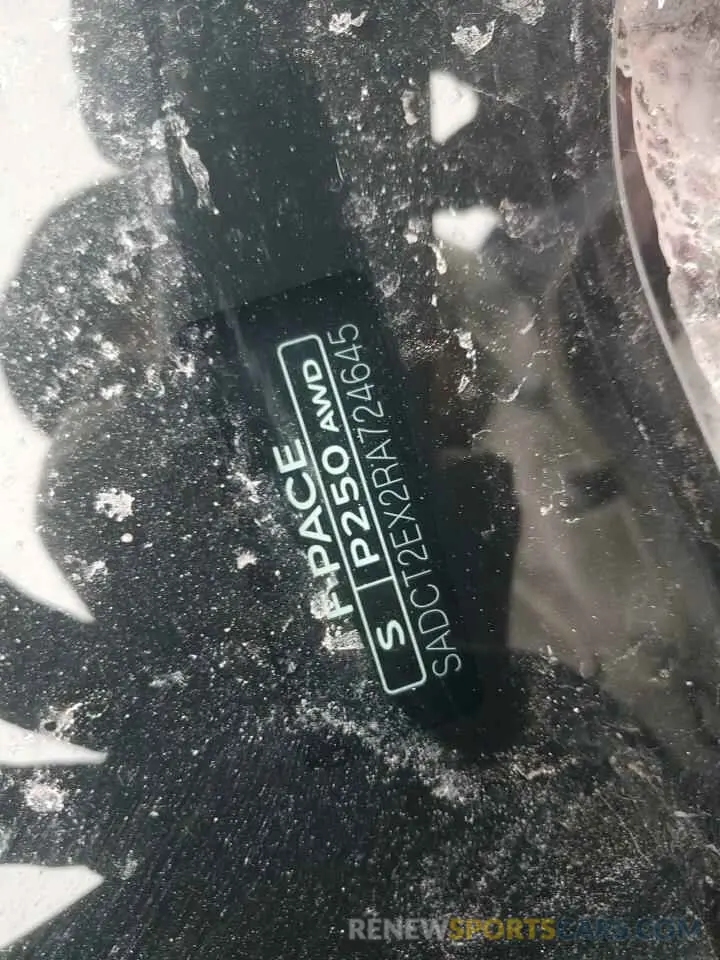 F-PACE
S P250 AWD
SADCT2EX2RA724645
RENEWSPORTSCARS.COM